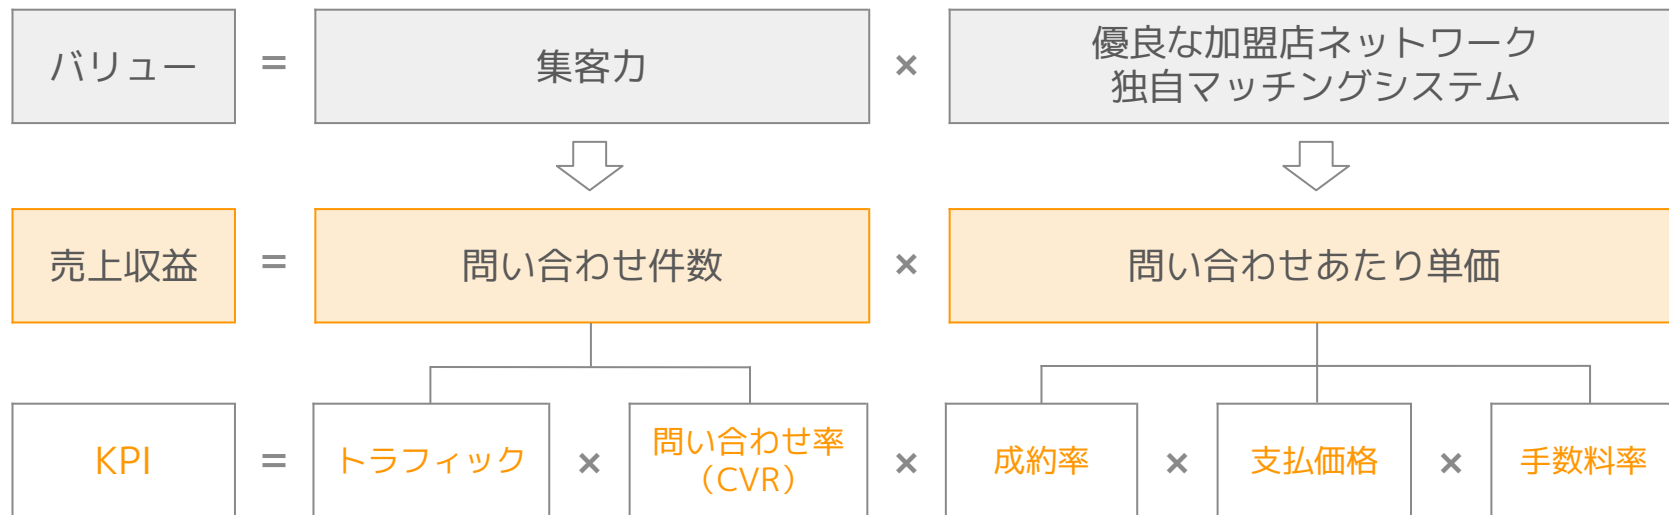 バリュー = 集客力 × 優良な加盟店ネットワーク
独自マッチングシステム
売上収益 = 問い合わせ件数 × 問い合わせあたり単価
KPI = トラフィック × 問い合わせ率
（CVR） × 成約率 × 支払価格 × 手数料率